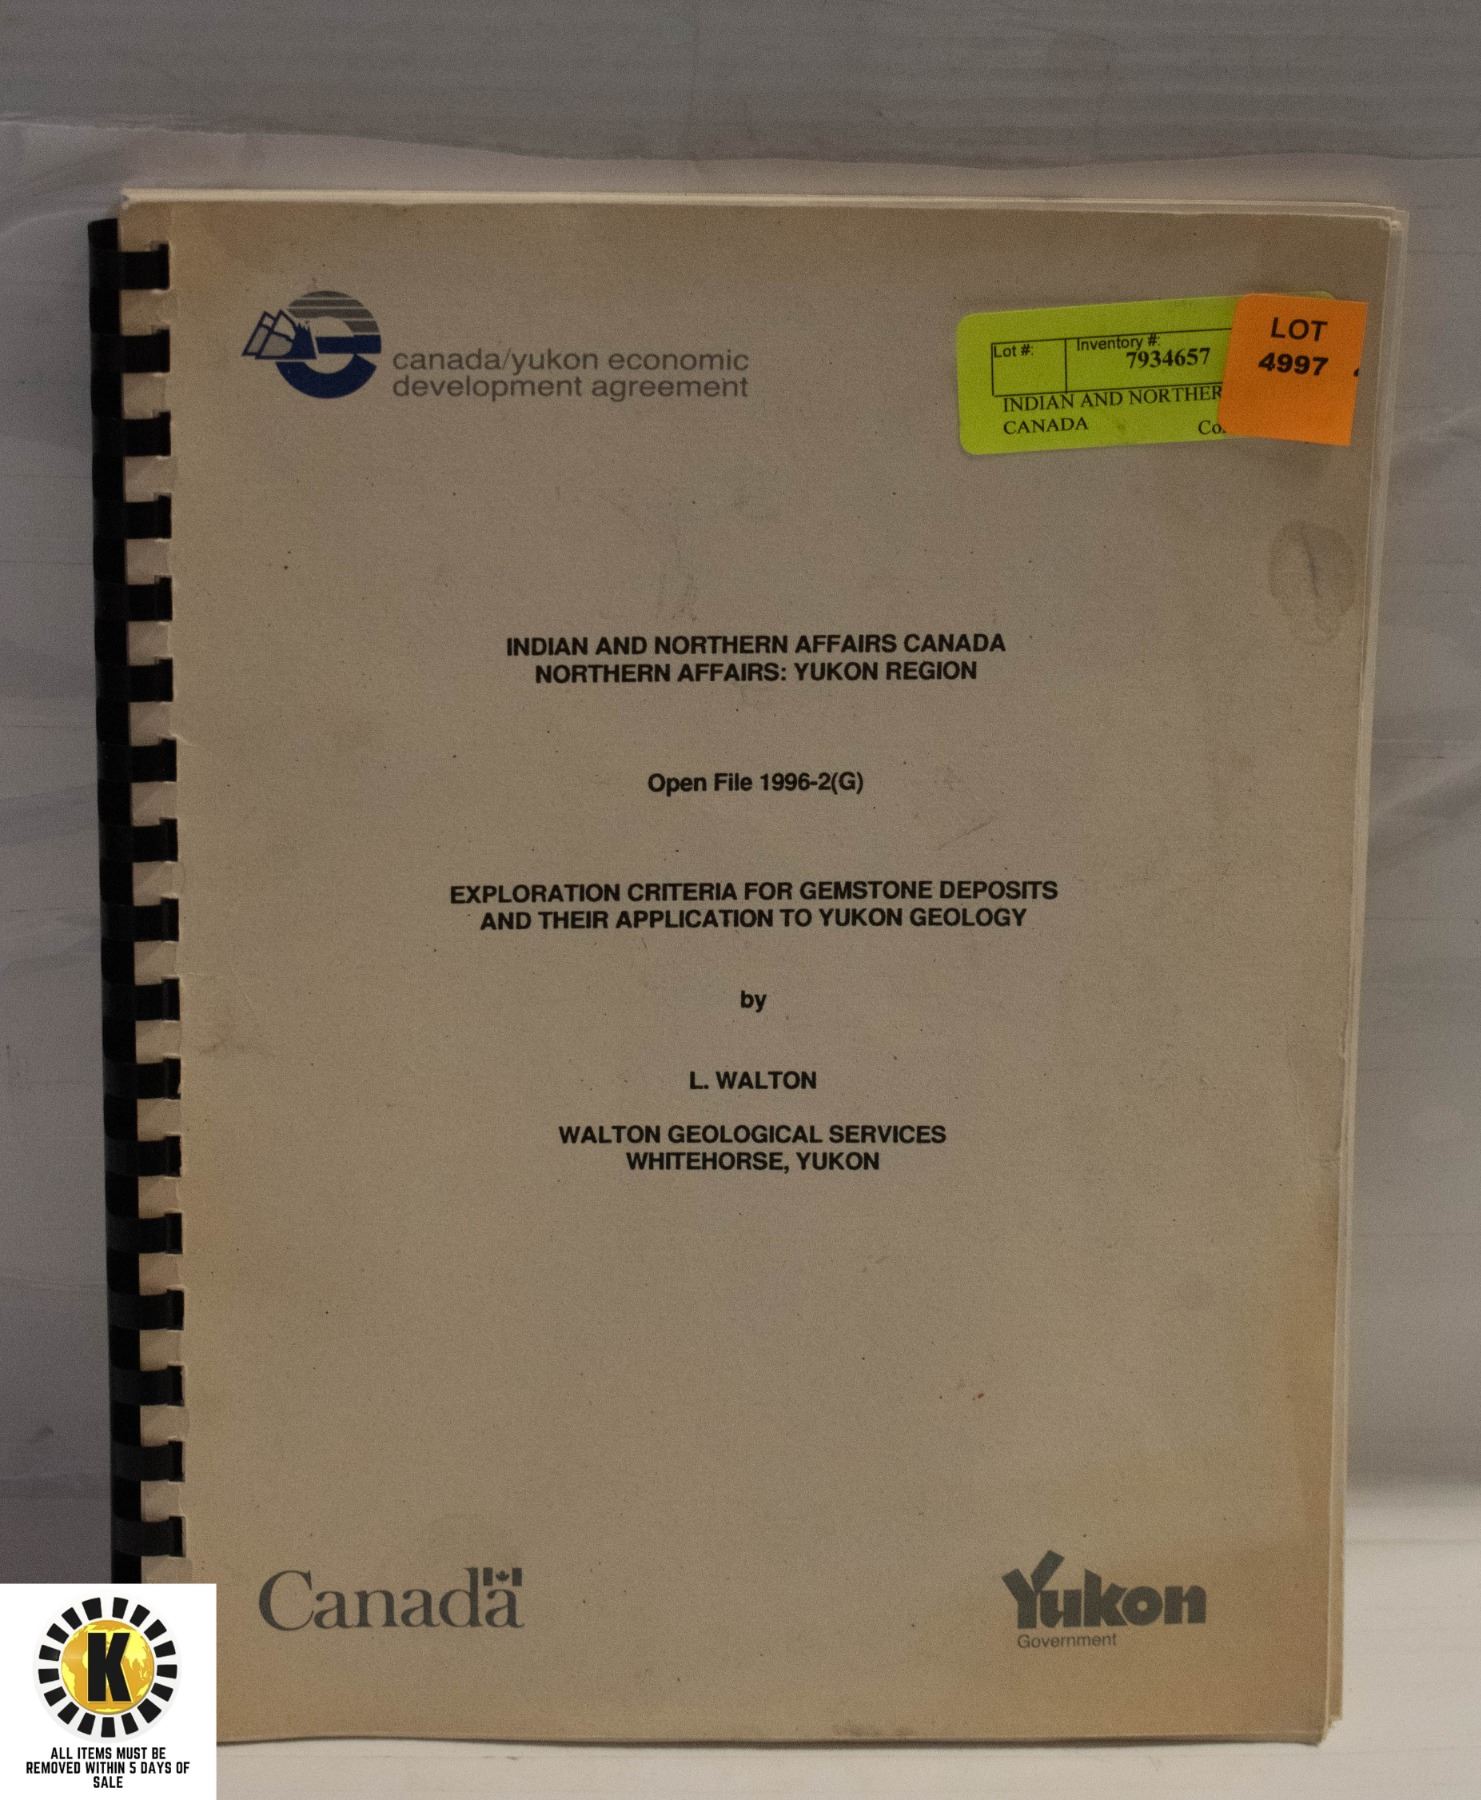 canada/yukon economic
development agreement
Lot #:
Inventory #:
7934657
INDIAN AND NORTHER
CANADA
LOT
4997
INDIAN AND NORTHERN AFFAIRS CANADA
NORTHERN AFFAIRS: YUKON REGION
Open File 1996-2(G)
EXPLORATION CRITERIA FOR GEMSTONE DEPOSITS
AND THEIR APPLICATION TO YUKON GEOLOGY
by
L. WALTON
WALTON GEOLOGICAL SERVICES
WHITEHORSE, YUKON
Canada
Yukon
Government
K
ALL ITEMS MUST BE
REMOVED WITHIN 5 DAYS OF
SALE